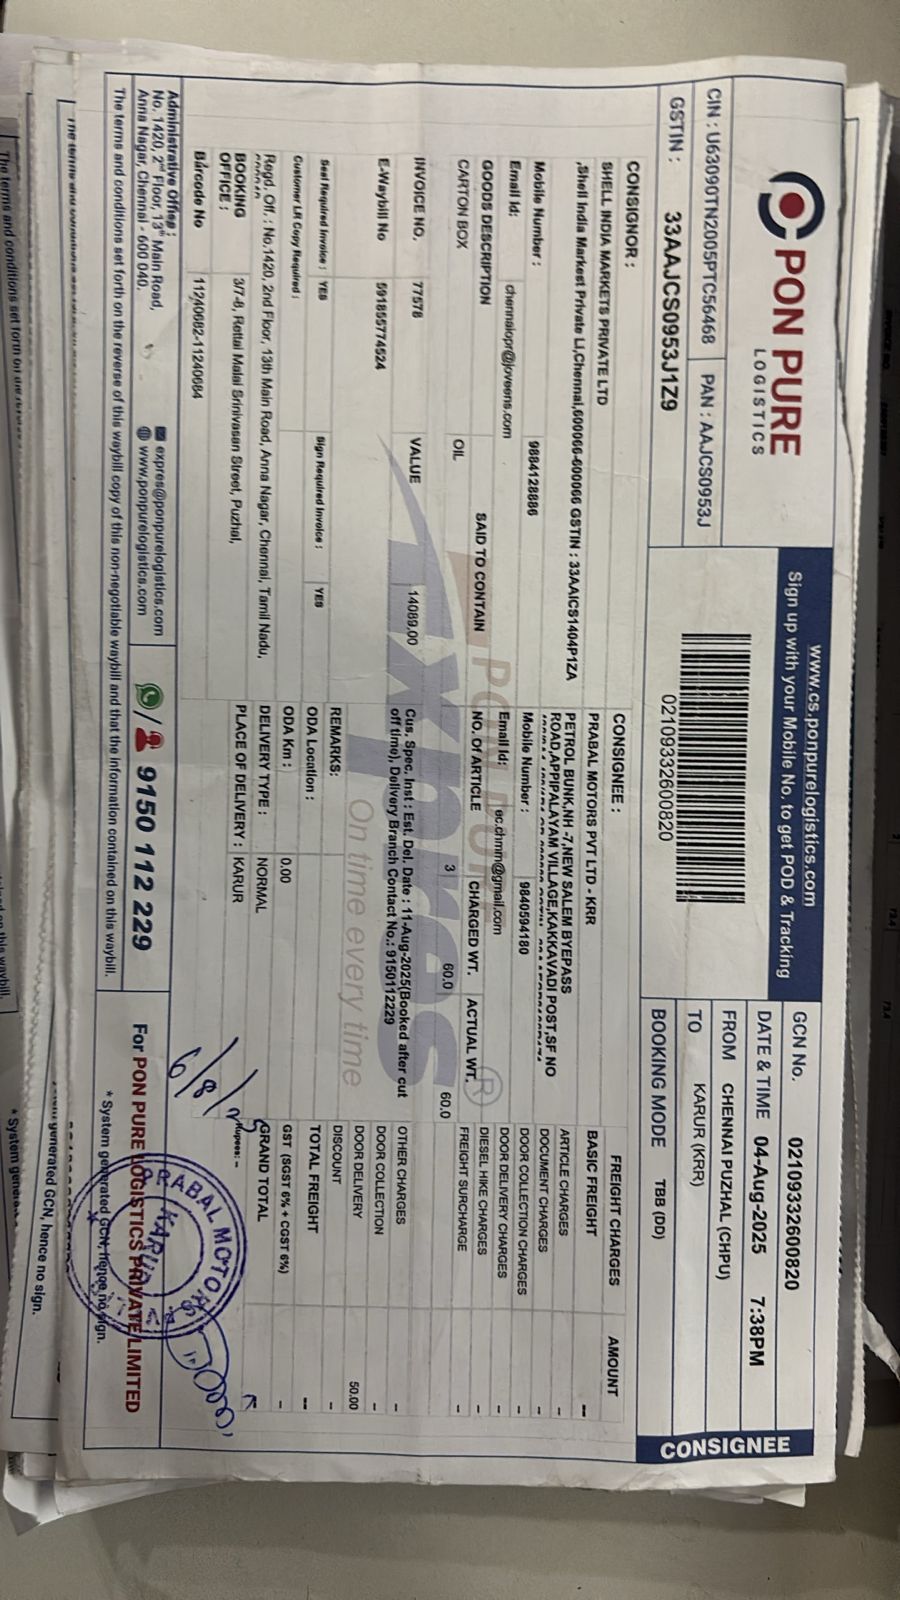 PON PURE
LOGISTICS
www.cs.ponpurelogistics.com
Sign up with your Mobile No. to get POD & Tracking
CIN : U63090TN2005PTC56468 PAN : AAJCS0953J
GSTIN : 33AAJCS0953J1Z9
02109332600820
GCN No. 02109332600820
DATE & TIME 04-Aug-2025 7:38PM
FROM CHENNAI PUZHAL (CHPU)
TO KARUR (KRR)
BOOKING MODE TBB (DD)
CONSIGNEE
CONSIGNOR :
SHELL INDIA MARKETS PRIVATE LTD
,Shell India Markest Private Li,Chennai,600066-600066 GSTIN : 33AAICS1404P1ZA
Mobile Number : 9884128886
Email Id: chennaiopr@joveens.com
GOODS DESCRIPTION SAID TO CONTAIN
CARTON BOX OIL
INVOICE NO. 77578 VALUE 14089.00
E-Waybill No 591855774524
Seal Required Invoice : YES Sign Required Invoice : YES
Customer LR Copy Required :
Regd. Off. : No.1420, 2nd Floor, 13th Main Road, Anna Nagar, Chennai, Tamil Nadu,
BOOKING OFFICE : 3/7-8, Rettai Malai Srinivasan Street, Puzhal,
Barcode No 11240682-11240684
CONSIGNEE :
PRABAL MOTORS PVT LTD - KRR
PETROL BUNK,NH -7,NEW SALEM BYEPASS
ROAD,APPIPALAYAM VILLAGE,KAKKAVADI POST,SF NO
Mobile Number : 9840594180
Email Id: ec.chnm@gmail.com
NO. Of ARTICLE CHARGED WT. ACTUAL WT.
3 60.0 60.0
Cus. Spec. Inst : Est. Del. Date : 11-Aug-2025(Booked after cut
off time), Delivery Branch Contact No.: 9150112229
REMARKS:
ODA Location :
ODA Km : 0.00
DELIVERY TYPE : NORMAL
PLACE OF DELIVERY : KARUR
FREIGHT CHARGES AMOUNT
BASIC FREIGHT --
ARTICLE CHARGES -
DOCUMENT CHARGES -
DOOR COLLECTION CHARGES -
DOOR DELIVERY CHARGES -
DIESEL HIKE CHARGES -
FREIGHT SURCHARGE -
OTHER CHARGES -
DOOR COLLECTION -
DOOR DELIVERY 50.00
DISCOUNT
TOTAL FREIGHT --
GST (SGST 6% + CGST 6%) -
GRAND TOTAL
Rupees: -
PON PURE
Xpres
On time every time
6/8/25
PRABAL MOTORS
KARUR
Administrative Office :
No. 1420, 2nd Floor, 13th Main Road,
Anna Nagar, Chennai - 600 040.
expres@ponpurelogistics.com
www.ponpurelogistics.com
9150 112 229
For PON PURE LOGISTICS PRIVATE LIMITED
* System generated GCN, hence no sign.
The terms and conditions set forth on the reverse of this waybill copy of this non-negotiable waybill and that the information contained on this waybill.